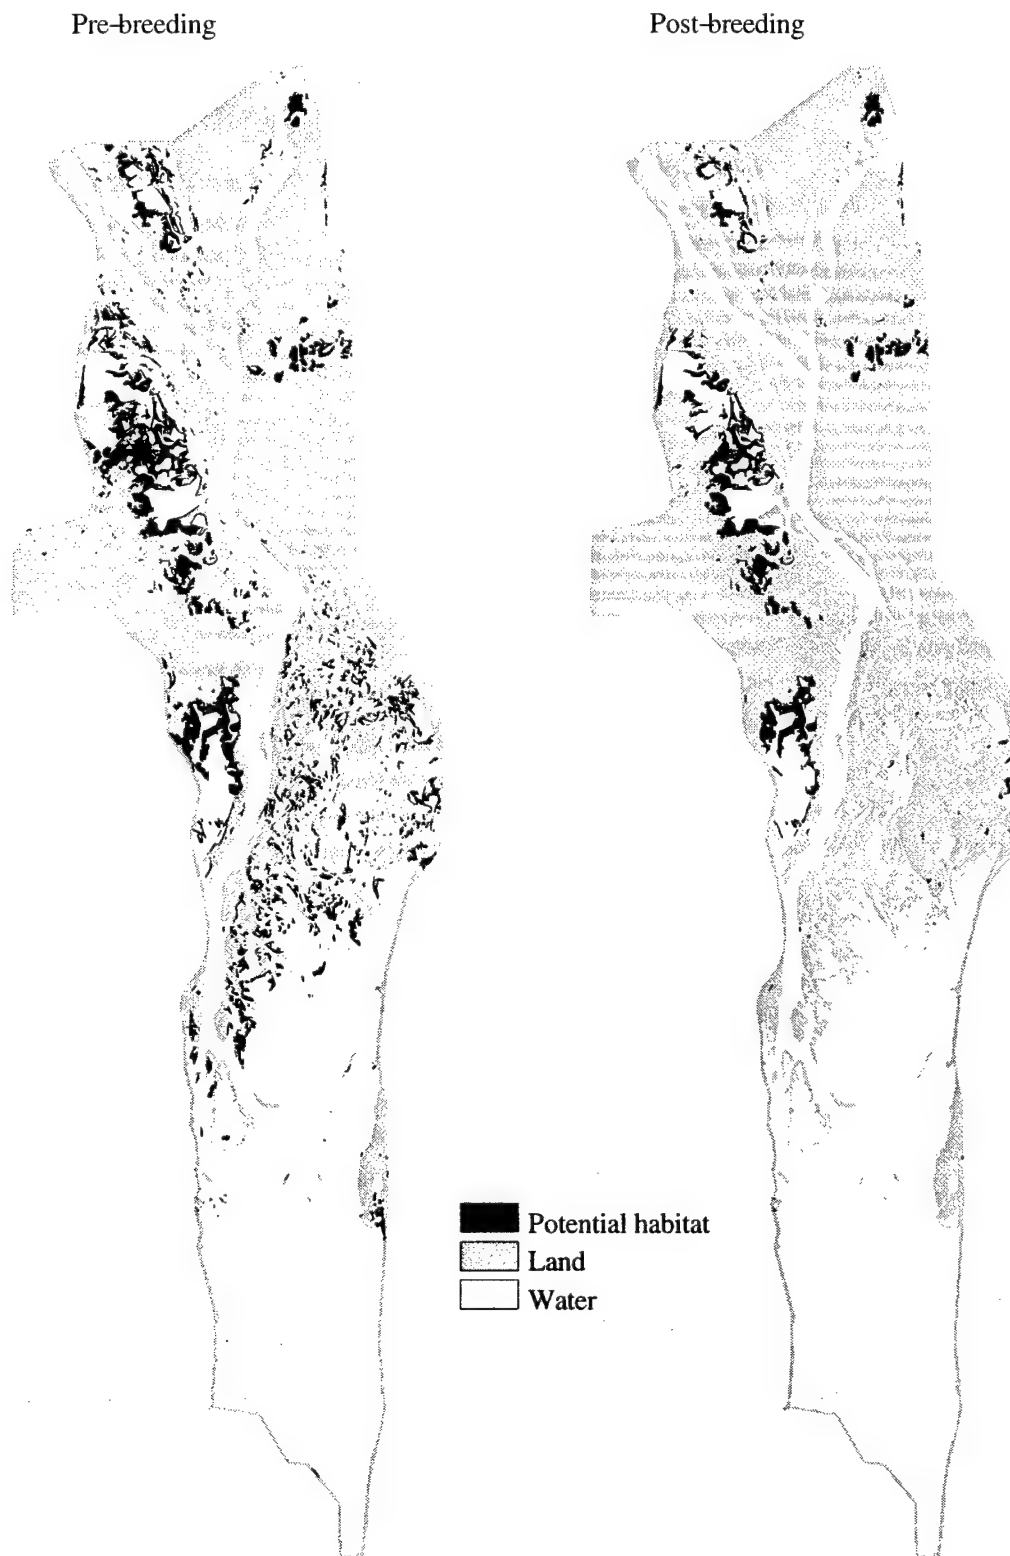 Pre-breeding
Post-breeding
Potential habitat
Land
Water